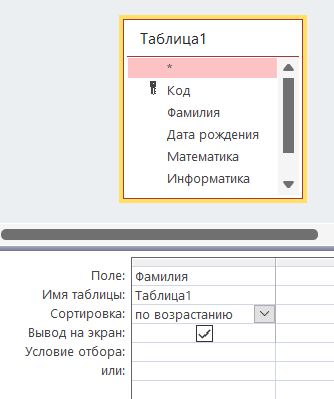 Таблица1
*
Код
Фамилия
Дата рождения
Математика
Информатика
Поле: Фамилия
Имя таблицы: Таблица1
Сортировка: по возрастанию
Вывод на экран:
Условие отбора:
или: